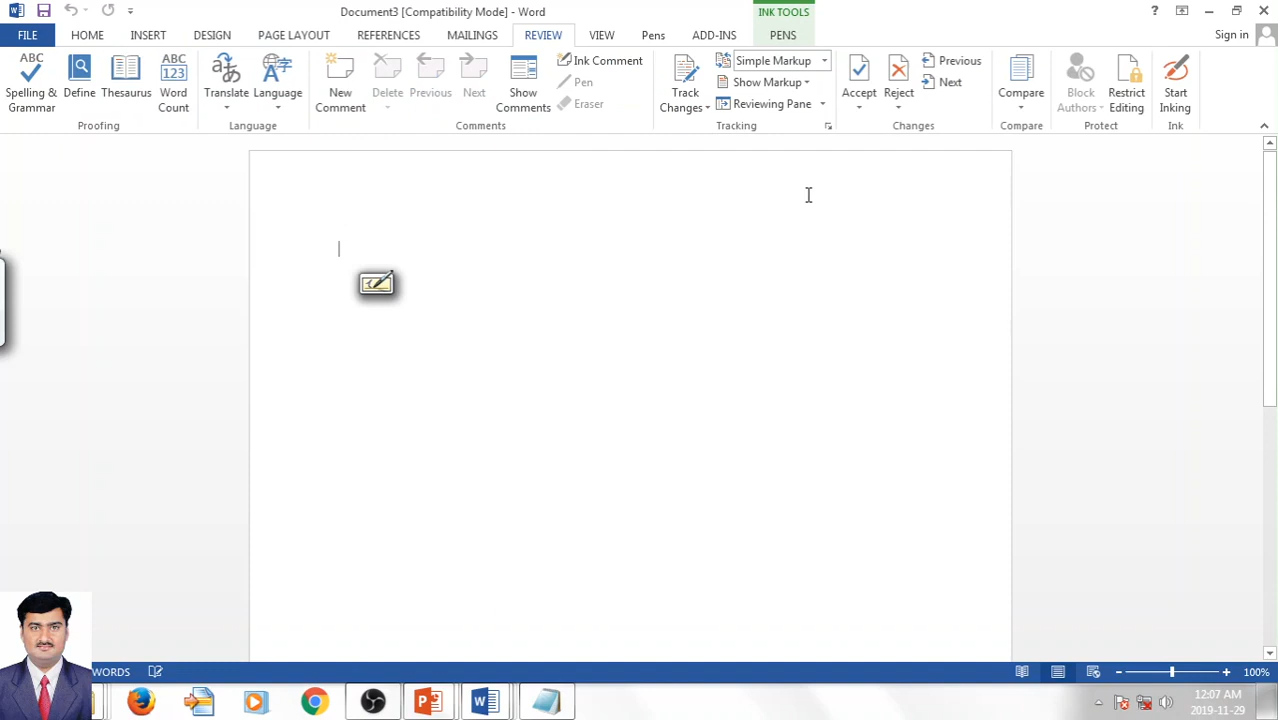 Document3 [Compatibility Mode] - Word
INK TOOLS
?
FILE HOME INSERT DESIGN PAGE LAYOUT REFERENCES MAILINGS REVIEW VIEW Pens ADD-INS PENS Sign in
ABC
Spelling &
Grammar
Define
Thesaurus
ABC
123
Word
Count
Proofing
Translate
Language
Language
New
Comment
Delete
Previous
Next
Show
Comments
Ink Comment
Pen
Eraser
Comments
Track
Changes
Simple Markup
Show Markup
Reviewing Pane
Tracking
Accept
Reject
Previous
Next
Changes
Compare
Compare
Block
Authors
Restrict
Editing
Protect
Start
Inking
Ink
WORDS
100%
12:07 AM
2019-11-29